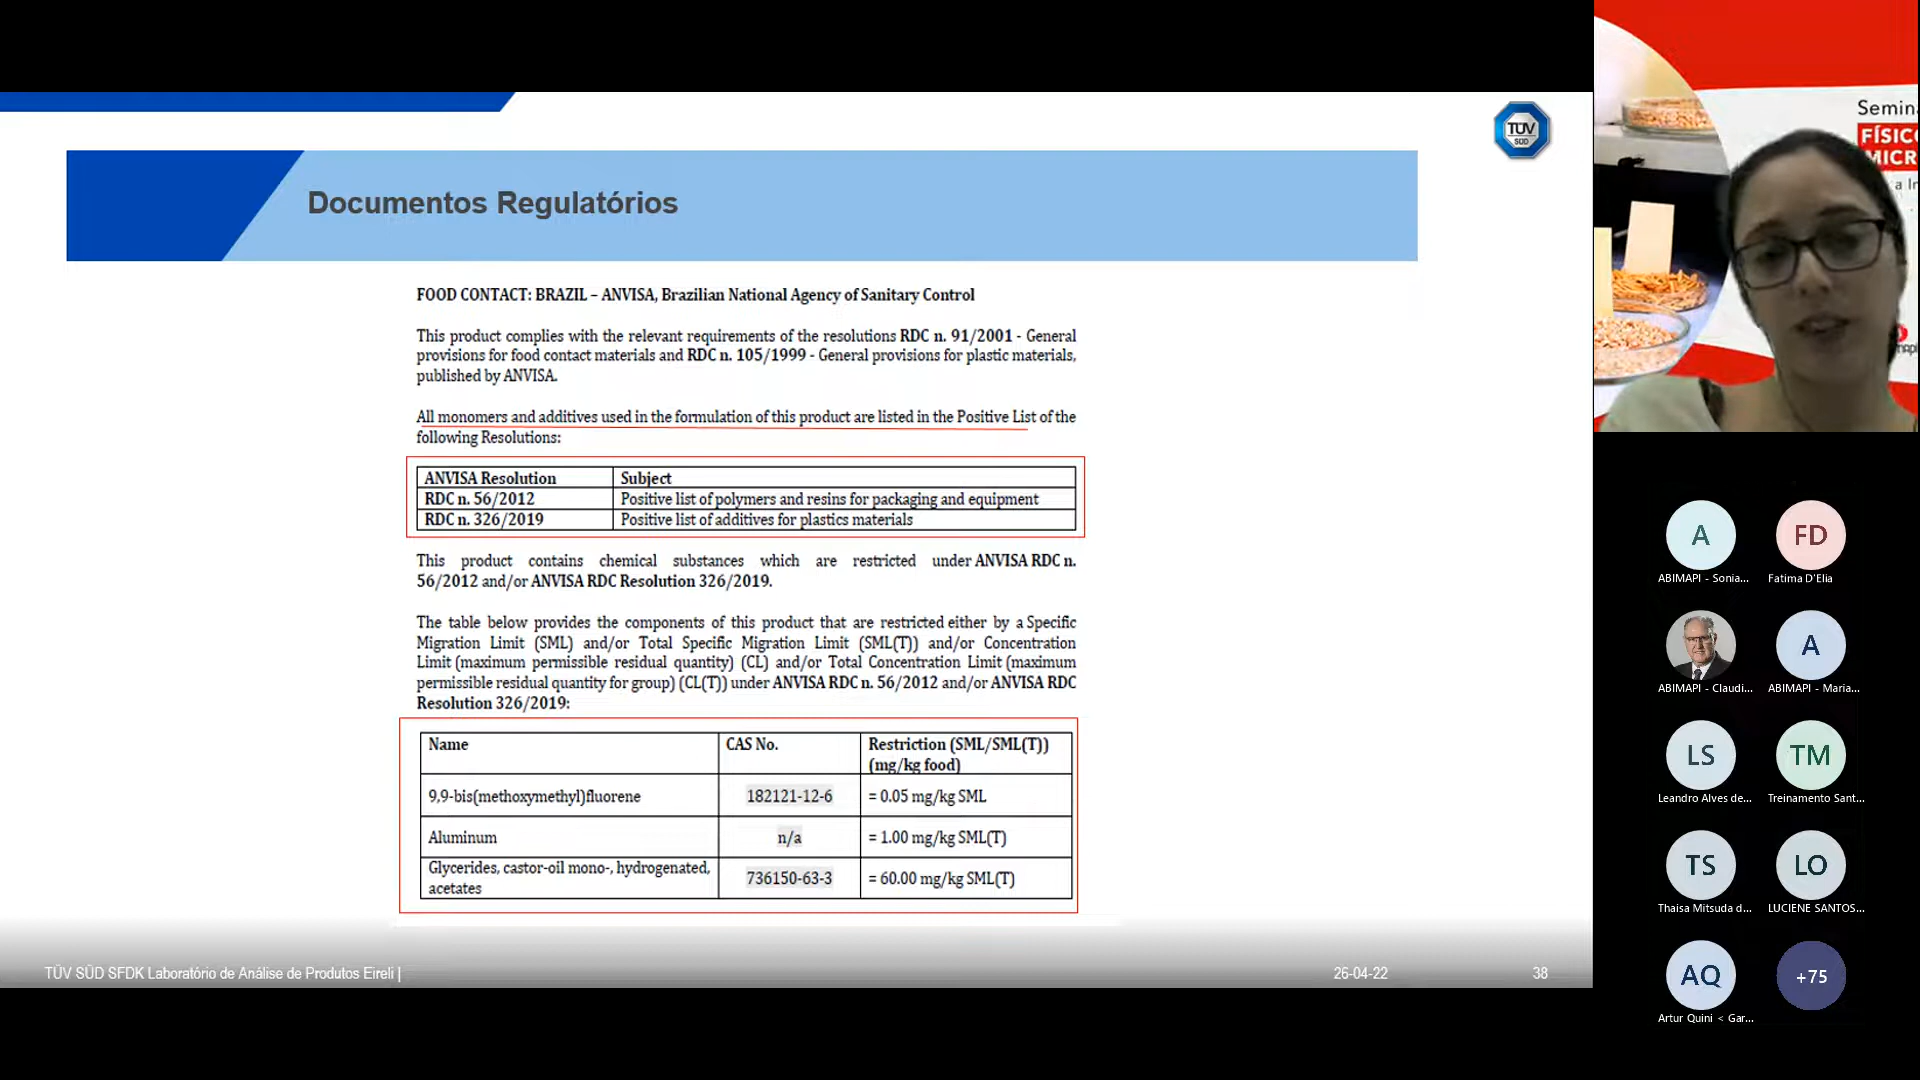 Documentos Regulatórios
TÜV
SÜD
FOOD CONTACT: BRAZIL – ANVISA, Brazilian National Agency of Sanitary Control
This product complies with the relevant requirements of the resolutions RDC n. 91/2001 - General
provisions for food contact materials and RDC n. 105/1999 - General provisions for plastic materials,
published by ANVISA.
All monomers and additives used in the formulation of this product are listed in the Positive List of the
following Resolutions:
ANVISA Resolution Subject
RDC n. 56/2012 Positive list of polymers and resins for packaging and equipment
RDC n. 326/2019 Positive list of additives for plastics materials
This product contains chemical substances which are restricted under ANVISA RDC n.
56/2012 and/or ANVISA RDC Resolution 326/2019.
The table below provides the components of this product that are restricted either by a Specific
Migration Limit (SML) and/or Total Specific Migration Limit (SML(T)) and/or Concentration
Limit (maximum permissible residual quantity) (CL) and/or Total Concentration Limit (maximum
permissible residual quantity for group) (CL(T)) under ANVISA RDC n. 56/2012 and/or ANVISA RDC
Resolution 326/2019:
Name CAS No. Restriction (SML/SML(T))
(mg/kg food)
9,9-bis(methoxymethyl)fluorene 182121-12-6 = 0.05 mg/kg SML
Aluminum n/a = 1.00 mg/kg SML(T)
Glycerides, castor-oil mono-, hydrogenated,
acetates 736150-63-3 = 60.00 mg/kg SML(T)
TÜV SÜD SFDK Laboratório de Análise de Produtos Eireli |
26-04-22
38
Semin
FÍSIC
MICR
a In
A FD
ABIMAPI - Sonia... Fatima D'Elia
A
ABIMAPI - Claudi... ABIMAPI - Maria...
LS TM
Leandro Alves de... Treinamento Sant...
TS LO
Thaisa Mitsuda d... LUCIENE SANTOS...
AQ +75
Artur Quini < Gar...